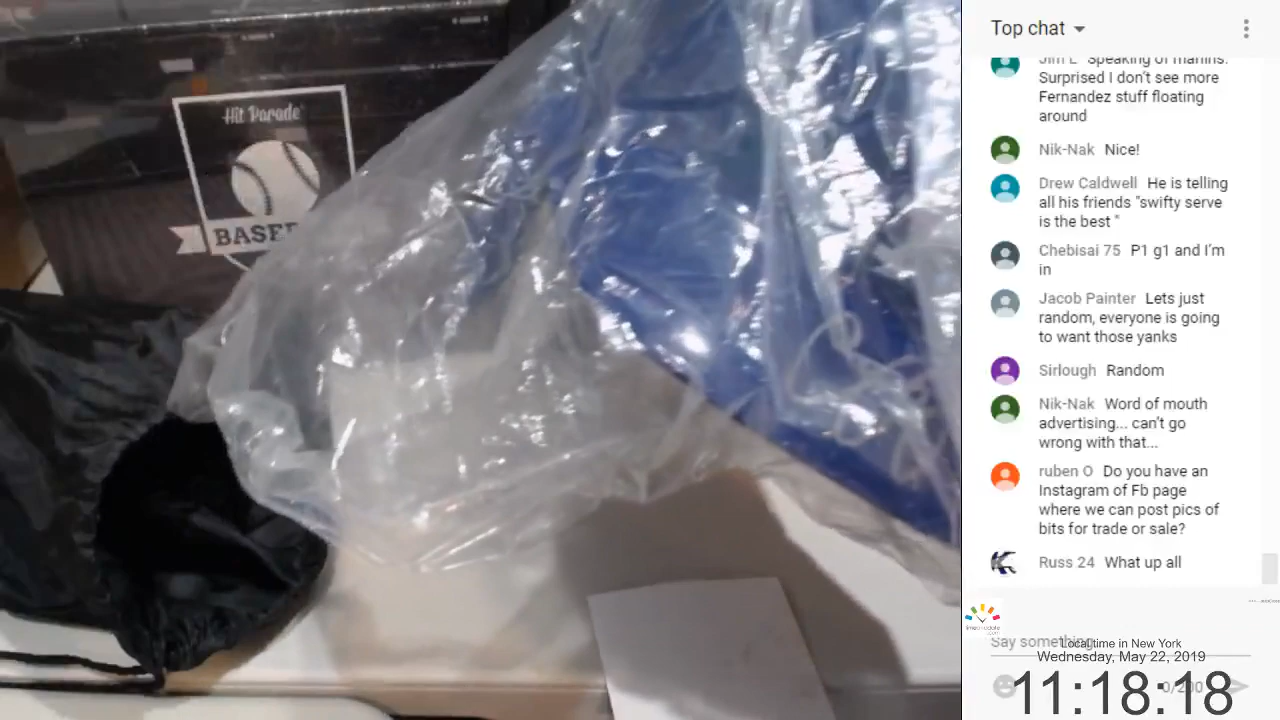 Hit Parade
Top chat
Jim L Speaking of marlins.
Surprised I don't see more
Fernandez stuff floating
around
Nik-Nak Nice!
Drew Caldwell He is telling
all his friends "swifty serve
is the best "
Chebisai 75 P1 g1 and I'm
in
Jacob Painter Lets just
random, everyone is going
to want those yanks
Sirlough Random
Nik-Nak Word of mouth
advertising... can't go
wrong with that...
ruben O Do you have an
Instagram of Fb page
where we can post pics of
bits for trade or sale?
Russ 24 What up all
Say something...
Local time in New York
Wednesday, May 22, 2019
0/200
11:18:18